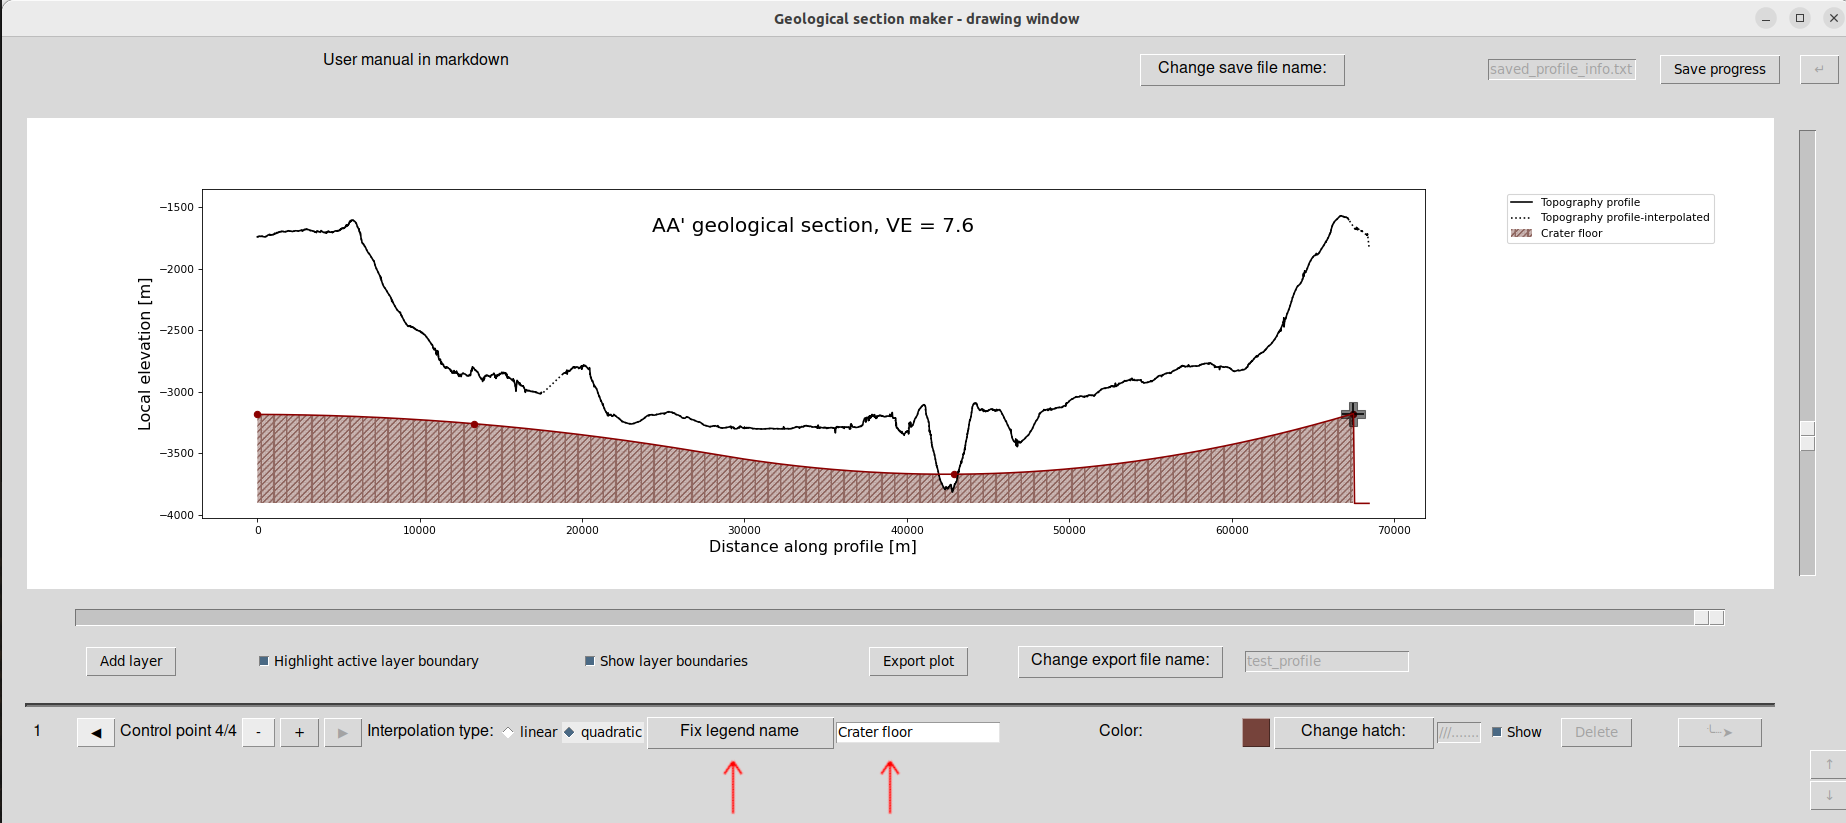 Geological section maker - drawing window
User manual in markdown
Change save file name:
saved_profile_info.txt
Save progress
AA' geological section, VE = 7.6
Topography profile
Topography profile-interpolated
Crater floor
Local elevation [m]
−1500
−2000
−2500
−3000
−3500
−4000
0
10000
20000
30000
40000
50000
60000
70000
Distance along profile [m]
Add layer
Highlight active layer boundary
Show layer boundaries
Export plot
Change export file name:
test_profile
1
Control point 4/4
-
+
Interpolation type:
linear
quadratic
Fix legend name
Crater floor
Color:
Change hatch:
///.......
Show
Delete